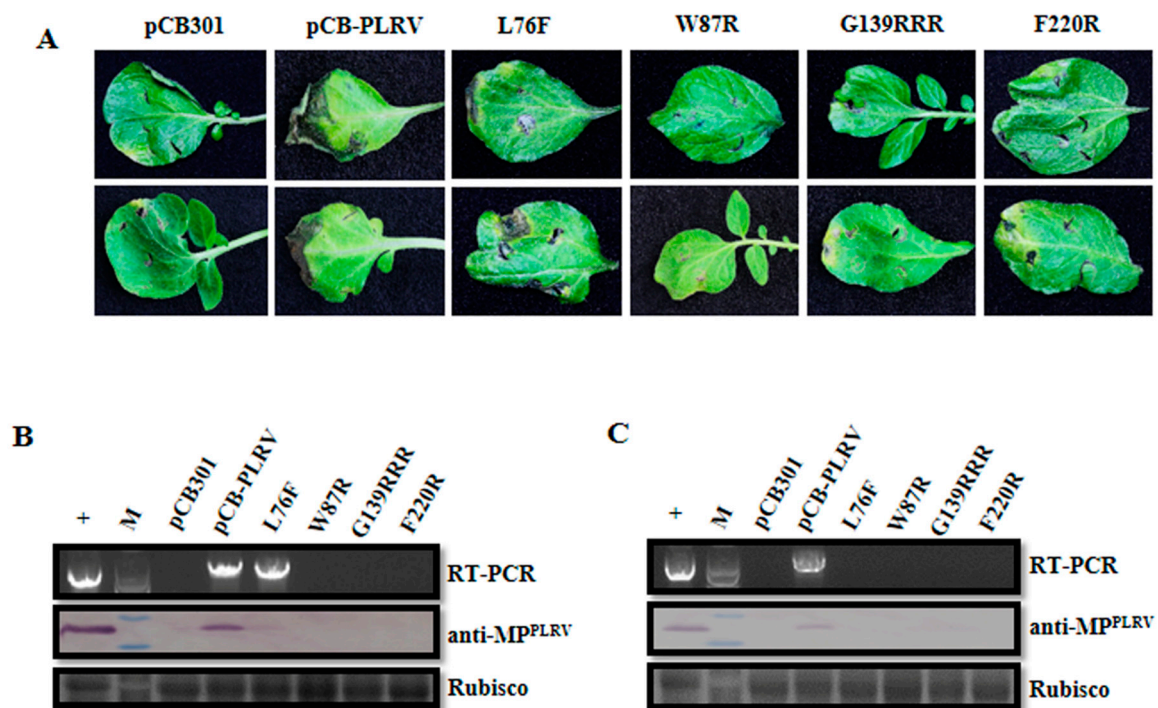 A
pCB301 pCB-PLRV L76F W87R G139RRR F220R
B
+ M pCB301 pCB-PLRV L76F W87R G139RRR F220R
RT-PCR
anti-MPᴾᴸᴿⱽ
Rubisco
C
+ M pCB301 pCB-PLRV L76F W87R G139RRR F220R
RT-PCR
anti-MPᴾᴸᴿⱽ
Rubisco